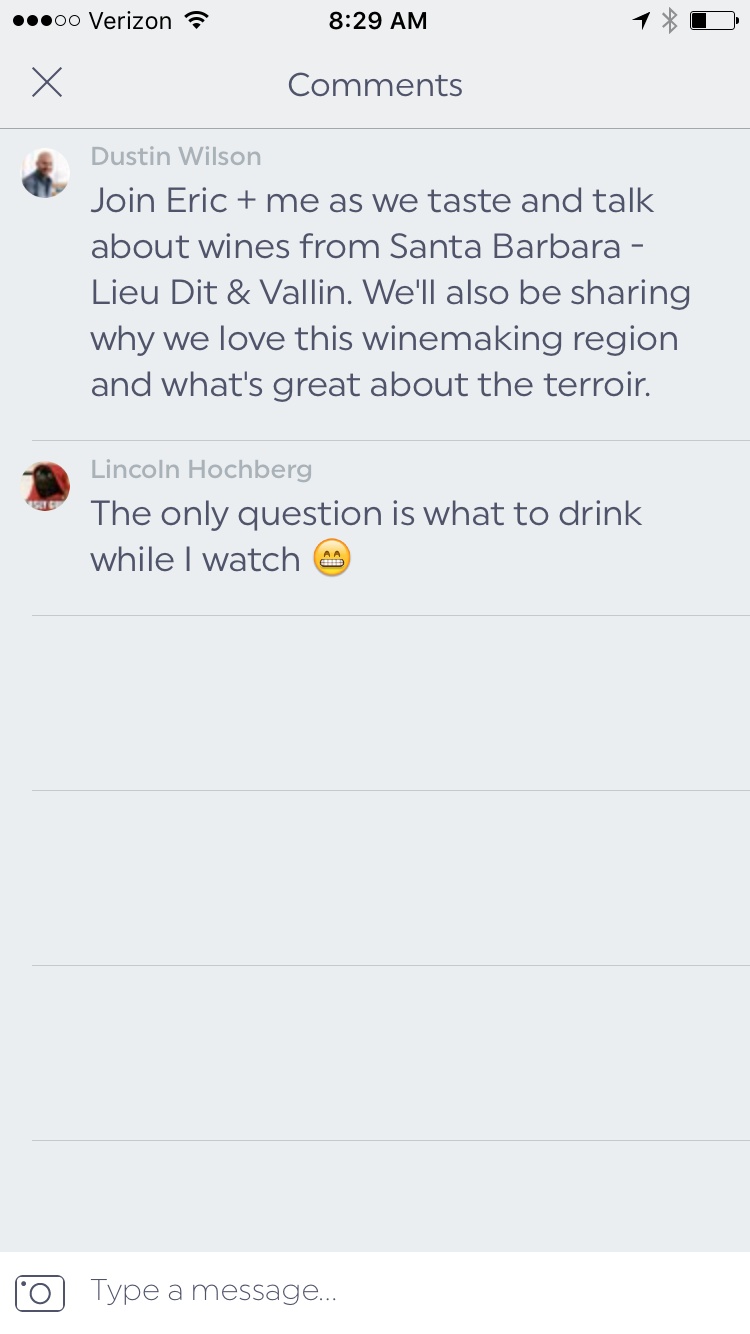 Verizon 8:29 AM
Comments
Dustin Wilson
Join Eric + me as we taste and talk
about wines from Santa Barbara -
Lieu Dit & Vallin. We'll also be sharing
why we love this winemaking region
and what's great about the terroir.
Lincoln Hochberg
The only question is what to drink
while I watch 😁
Type a message...